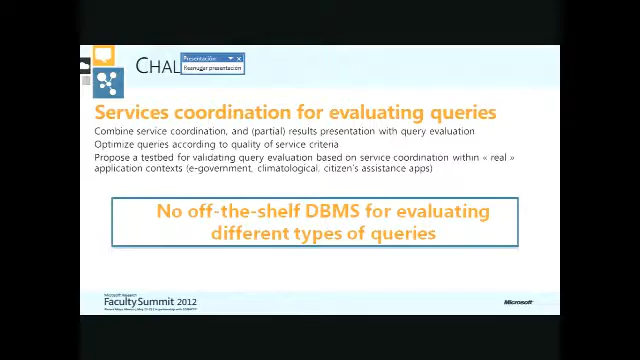 CHAL
Presentación
Reanugar presentación
Services coordination for evaluating queries
Combine service coordination, and (partial) results presentation with query evaluation
Optimize queries according to quality of service criteria
Propose a testbed for validating query evaluation based on service coordination within « real »
application contexts (e-government, climatological, citizen's assistance apps)
No off-the-shelf DBMS for evaluating
different types of queries
Microsoft Research
FacultySummit 2012
Microsoft